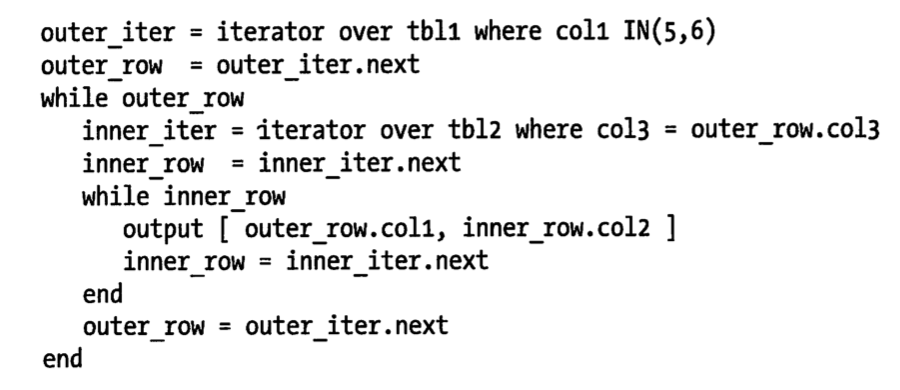 outer_iter = iterator over tbl1 where col1 IN(5,6)
outer_row  = outer_iter.next
while outer_row
   inner_iter = iterator over tbl2 where col3 = outer_row.col3
   inner_row  = inner_iter.next
   while inner_row
      output [ outer_row.col1, inner_row.col2 ]
      inner_row = inner_iter.next
   end
   outer_row = outer_iter.next
end